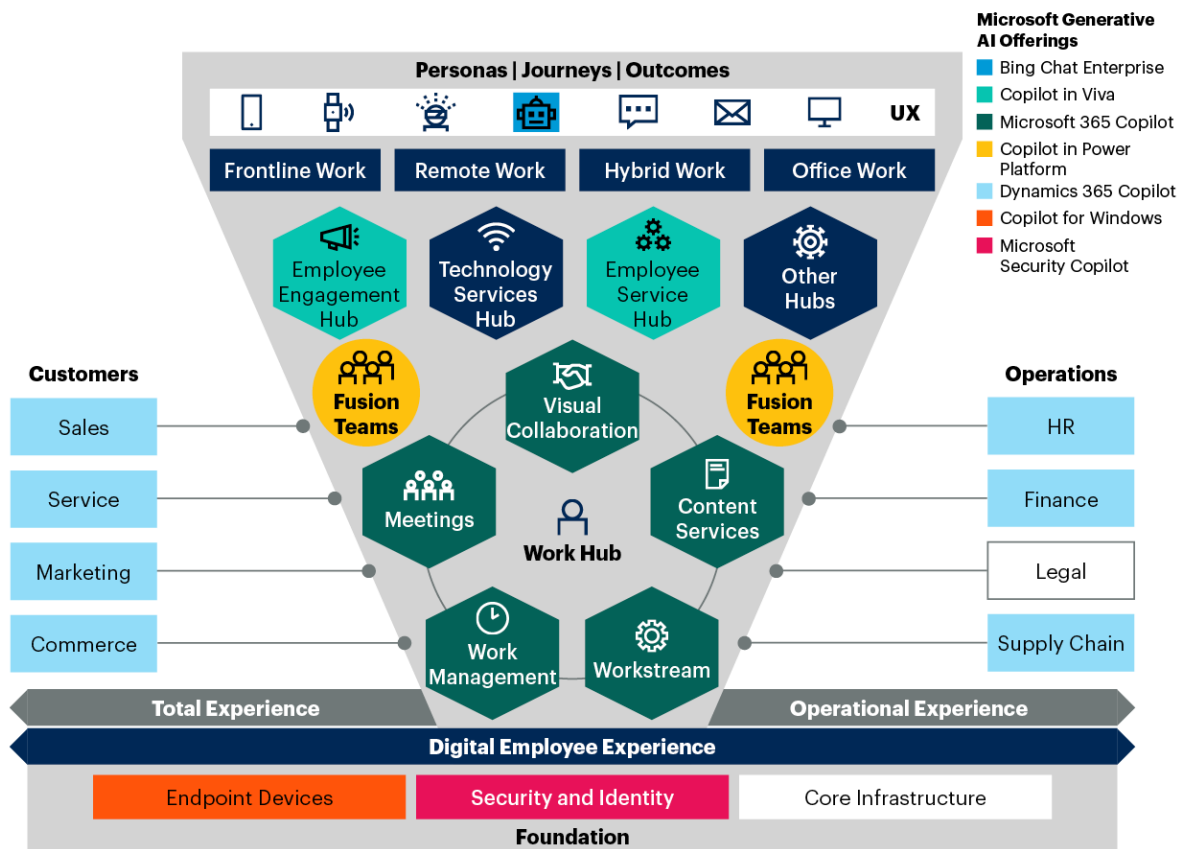 Microsoft Generative
AI Offerings
Bing Chat Enterprise
Copilot in Viva
Microsoft 365 Copilot
Copilot in Power
Platform
Dynamics 365 Copilot
Copilot for Windows
Microsoft
Security Copilot
Personas | Journeys | Outcomes
UX
Frontline Work
Remote Work
Hybrid Work
Office Work
Employee
Engagement
Hub
Technology
Services
Hub
Employee
Service
Hub
Other
Hubs
Fusion
Teams
Visual
Collaboration
Fusion
Teams
Customers
Sales
Service
Marketing
Commerce
Meetings
Content
Services
Work Hub
Work
Management
Workstream
Operations
HR
Finance
Legal
Supply Chain
Total Experience
Operational Experience
Digital Employee Experience
Endpoint Devices
Security and Identity
Core Infrastructure
Foundation